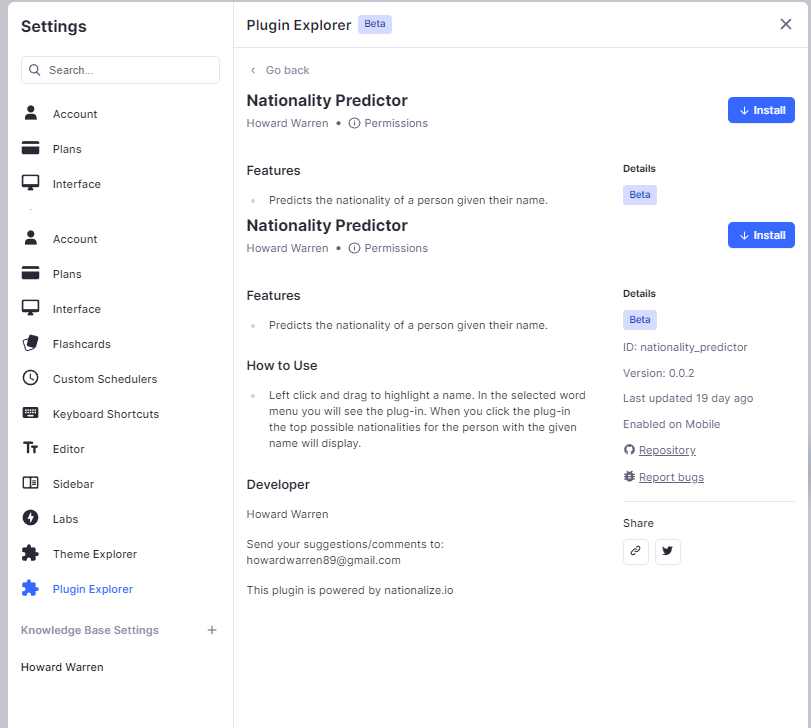 Settings
Search...
Account
Plans
Interface
Account
Plans
Interface
Flashcards
Custom Schedulers
Keyboard Shortcuts
Editor
Sidebar
Labs
Theme Explorer
Plugin Explorer
Knowledge Base Settings +
Howard Warren
Plugin Explorer Beta
Go back
Nationality Predictor
Howard Warren • Permissions
Install
Features
Predicts the nationality of a person given their name.
Details
Beta
Nationality Predictor
Howard Warren • Permissions
Install
Features
Predicts the nationality of a person given their name.
How to Use
Left click and drag to highlight a name. In the selected word
menu you will see the plug-in. When you click the plug-in
the top possible nationalities for the person with the given
name will display.
Developer
Howard Warren
Send your suggestions/comments to:
howardwarren89@gmail.com
This plugin is powered by nationalize.io
Details
Beta
ID: nationality_predictor
Version: 0.0.2
Last updated 19 day ago
Enabled on Mobile
Repository
Report bugs
Share